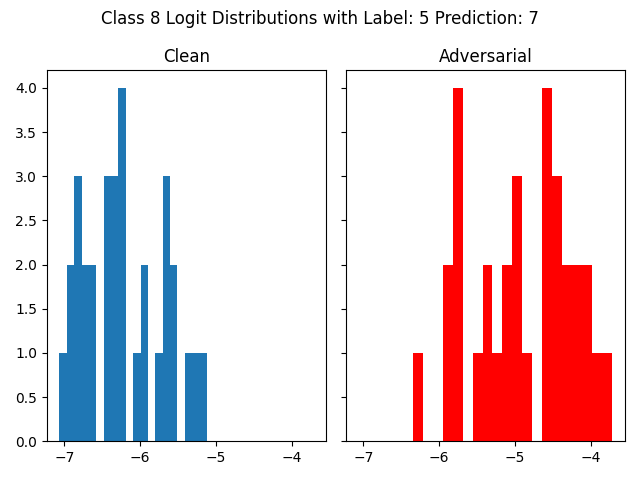 Class 8 Logit Distributions with Label: 5 Prediction: 7
Clean
Adversarial
4.0
3.5
3.0
2.5
2.0
1.5
1.0
0.5
0.0
−7 −6 −5 −4
−7 −6 −5 −4